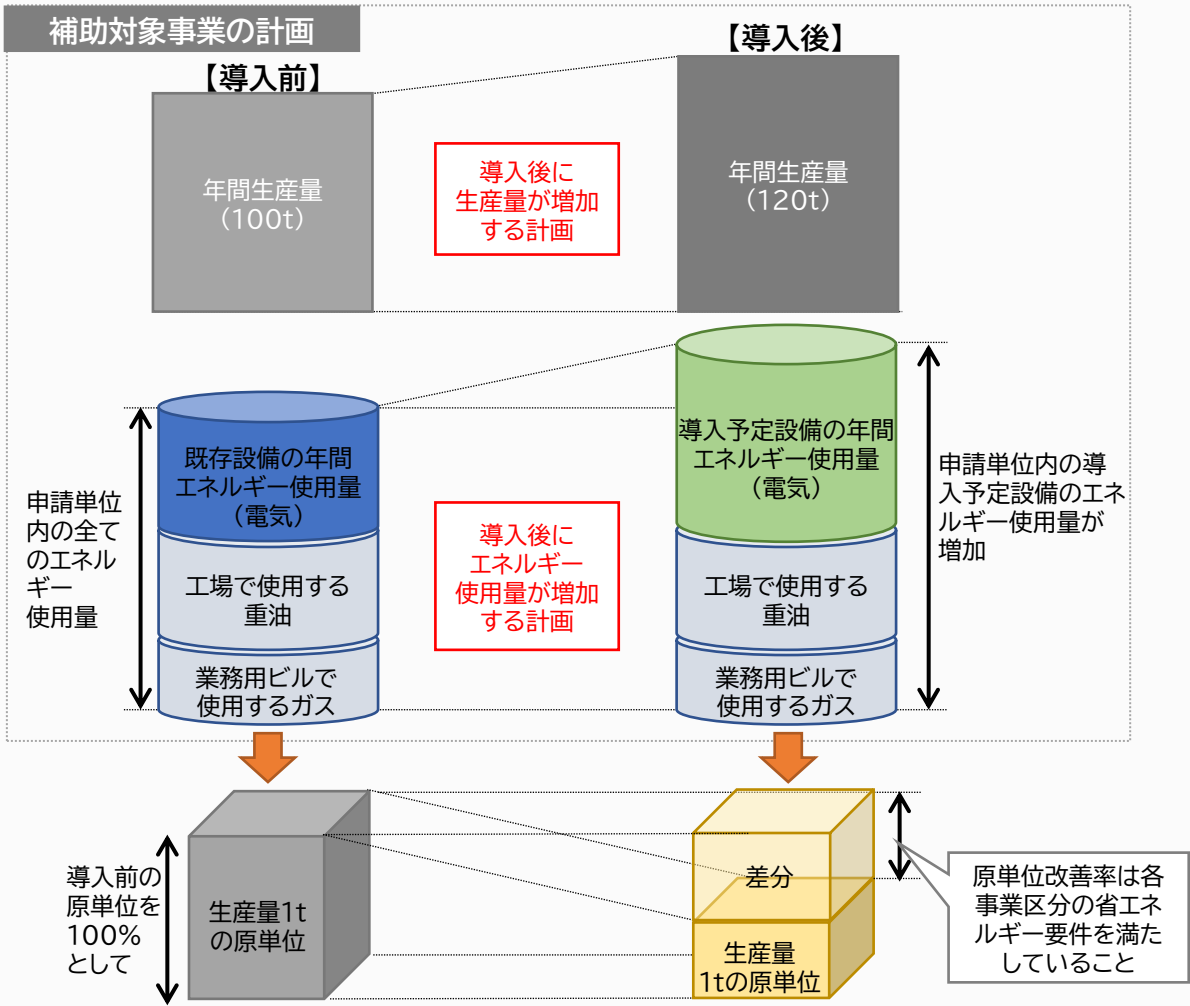 補助対象事業の計画
【導入前】
【導入後】
年間生産量
（100t）
導入後に
生産量が増加
する計画
年間生産量
（120t）
申請単位
内の全て
のエネル
ギー
使用量
既存設備の年間
エネルギー使用量
（電気）
工場で使用する
重油
業務用ビルで
使用するガス
導入後に
エネルギー
使用量が増加
する計画
導入予定設備の年間
エネルギー使用量
（電気）
工場で使用する
重油
業務用ビルで
使用するガス
申請単位内の導
入予定設備のエネ
ルギー使用量が
増加
導入前の
原単位を
100%
として
生産量1t
の原単位
差分
生産量
1tの原単位
原単位改善率は各
事業区分の省エネ
ルギー要件を満た
していること